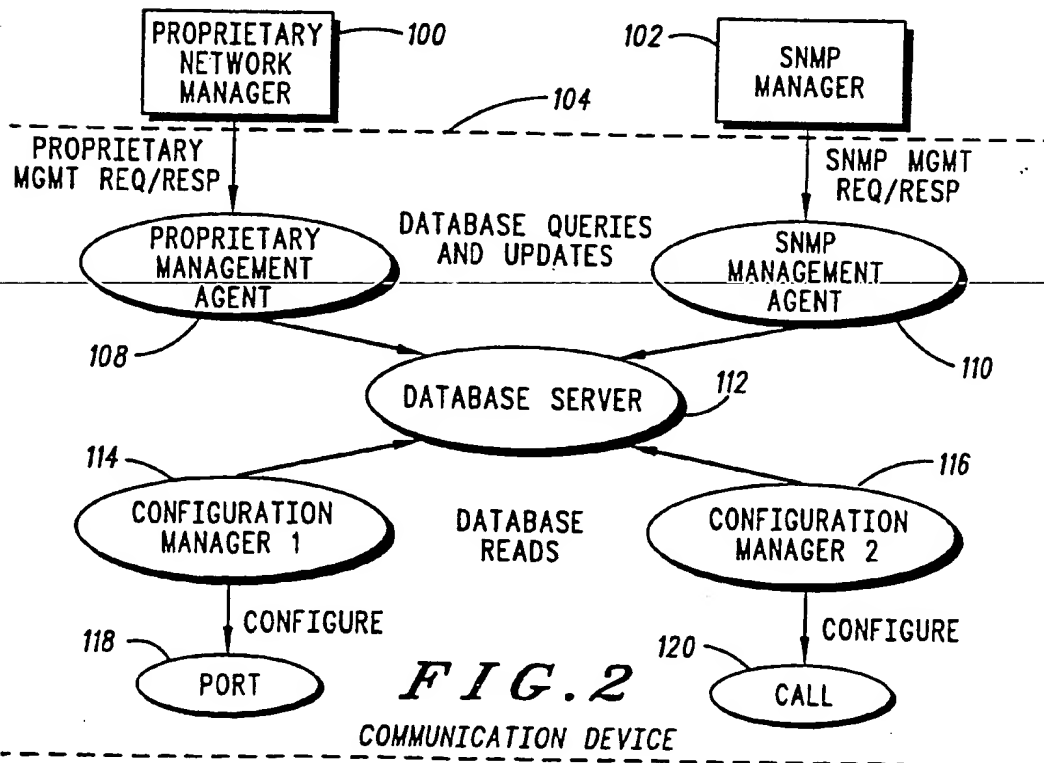 PROPRIETARY
NETWORK
MANAGER
100
102
SNMP
MANAGER
104
PROPRIETARY
MGMT REQ/RESP
SNMP MGMT
REQ/RESP
PROPRIETARY
MANAGEMENT
AGENT
DATABASE QUERIES
AND UPDATES
SNMP
MANAGEMENT
AGENT
108
110
DATABASE SERVER
112
114
116
CONFIGURATION
MANAGER 1
DATABASE
READS
CONFIGURATION
MANAGER 2
CONFIGURE
CONFIGURE
118
PORT
120
CALL
FIG.2
COMMUNICATION DEVICE